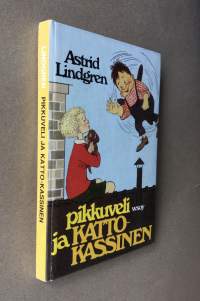 Astrid
Lindgren
pikkuveli
WSOY
ja KATTO-
KASSINEN
PIKKUVELI JA KATTO-KASSINEN